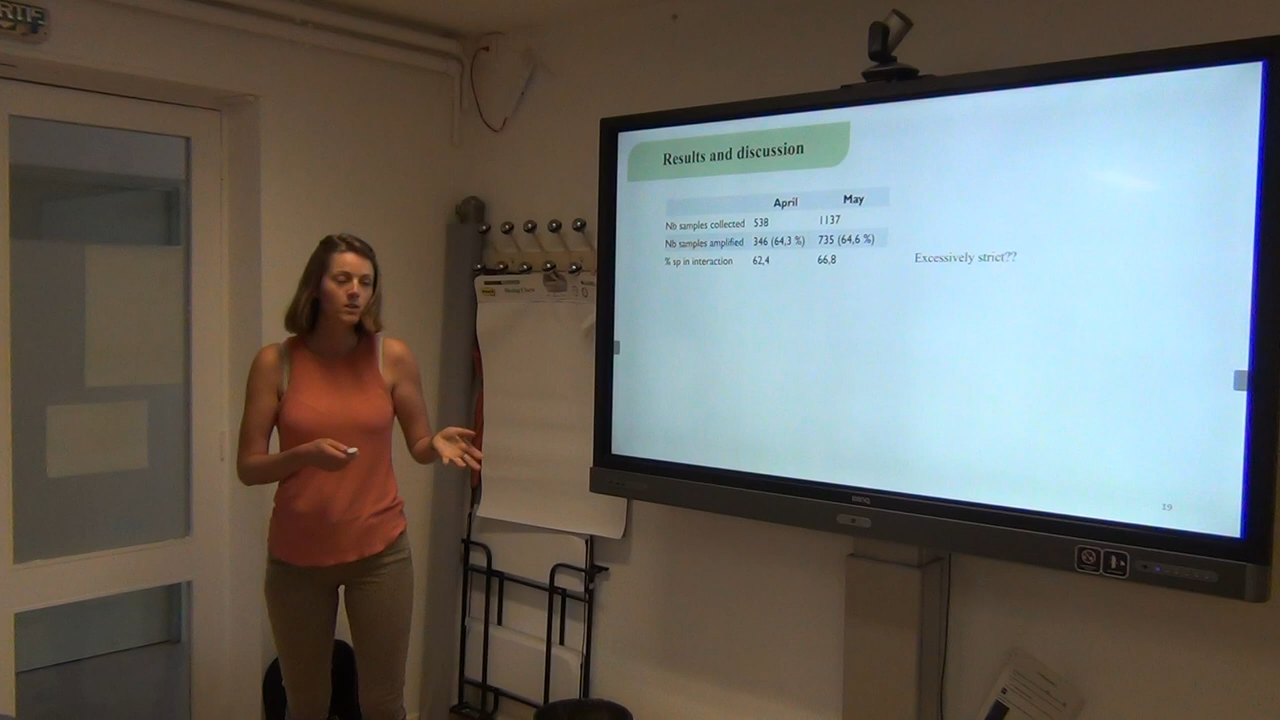 Results and discussion
April May
Nb samples collected 538 1137
Nb samples amplified 346 (64,3 %) 735 (64,6 %)
% sp in interaction 62,4 66,8
Excessively strict??
19
BENQ